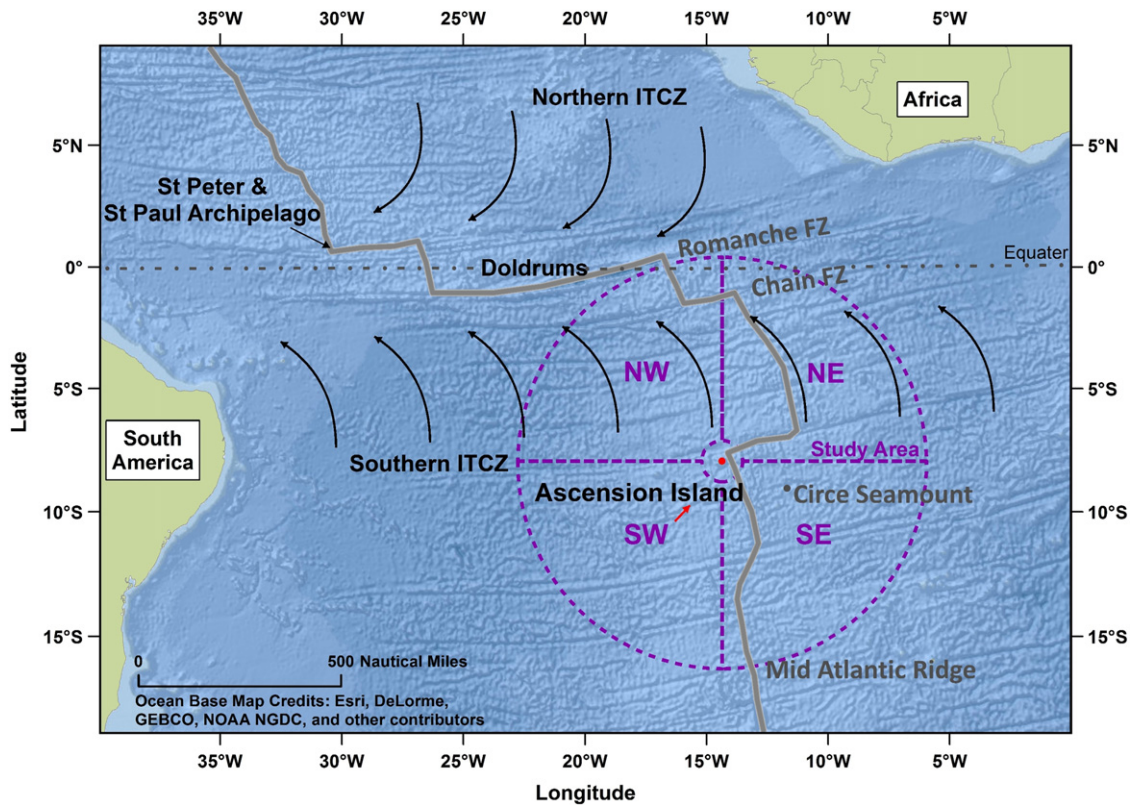 35°W 30°W 25°W 20°W 15°W 10°W 5°W
Northern ITCZ
Africa
5°N 5°N
St Peter &
St Paul Archipelago
Romanche FZ
Equater
0° 0°
Doldrums
Chain FZ
NW NE
5°S 5°S
Latitude
Latitude
South
America
Study Area
Southern ITCZ
Ascension Island
Circe Seamount
10°S 10°S
SW SE
15°S 15°S
0 500 Nautical Miles
Mid Atlantic Ridge
Ocean Base Map Credits: Esri, DeLorme,
GEBCO, NOAA NGDC, and other contributors
35°W 30°W 25°W 20°W 15°W 10°W 5°W
Longitude